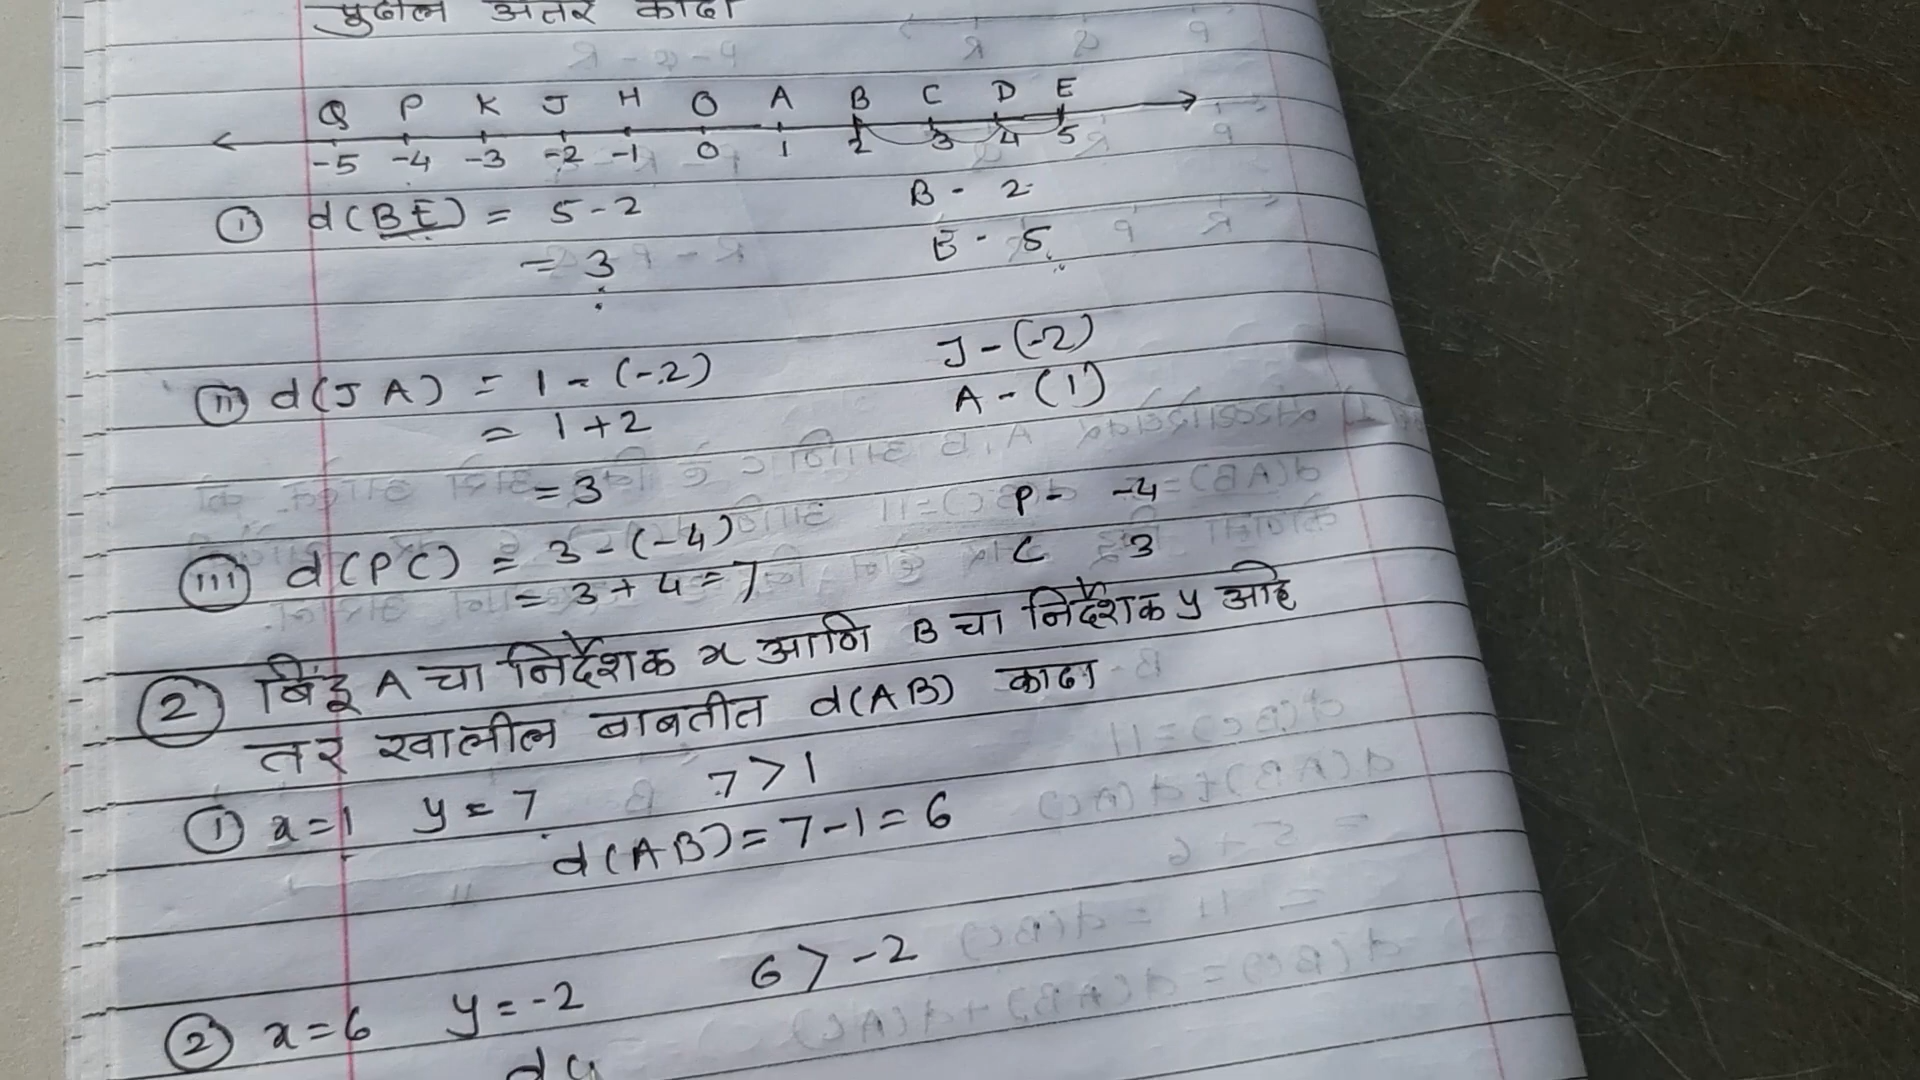 पुढील अंतर काढा
Q P K J H O A B C D E
-5 -4 -3 -2 -1 0 1 2 3 4 5
① d(BE) = 5-2 B - 2
= 3 E - 5
⑪ d(JA) = 1 - (-2) J - (-2)
= 1+2 A - (1)
= 3
P - -4
ⅲ d(PC) = 3-(-4) C 3
= 3+4=7
② बिंदू A चा निर्देशक x आणि B चा निर्देशक y आहे
तर खालील बाबतीत d(AB) काढा
① x=1 y=7 7>1
d(AB)=7-1=6
② x=6 y=-2 6>-2